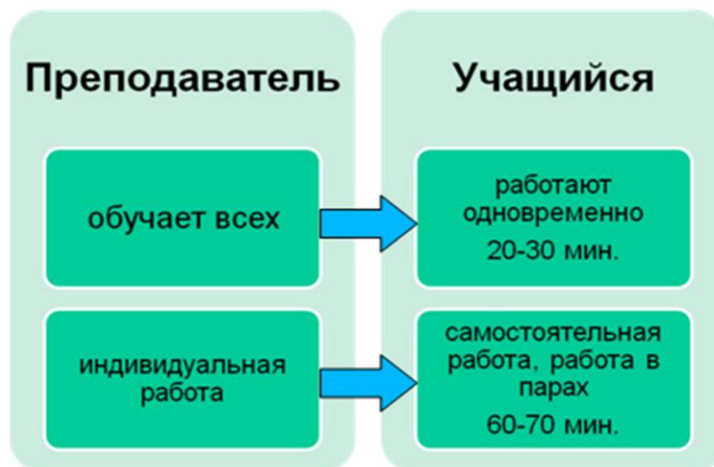 Преподаватель
Учащийся
обучает всех
работают
одновременно
20-30 мин.
индивидуальная
работа
самостоятельная
работа, работа в
парах
60-70 мин.